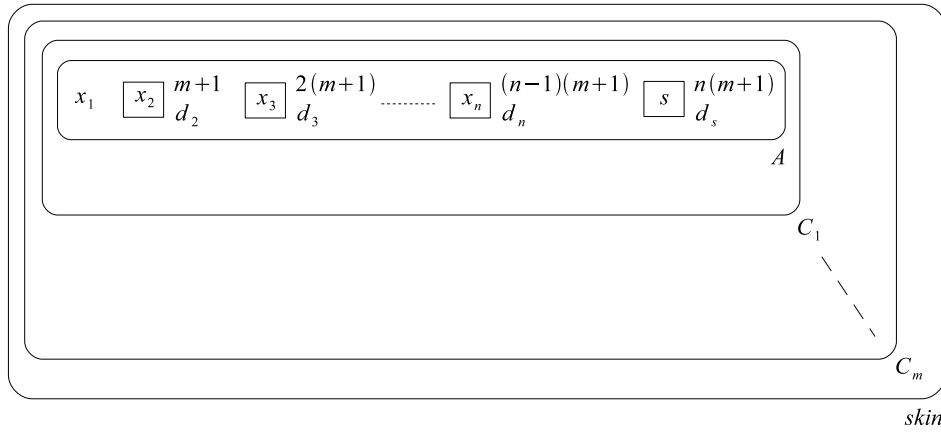 x₁ x₂ m+1 d₂ x₃ 2(m+1) d₃ ........... xₙ (n−1)(m+1) dₙ s n(m+1) dₛ
A
C₁
Cₘ
skin